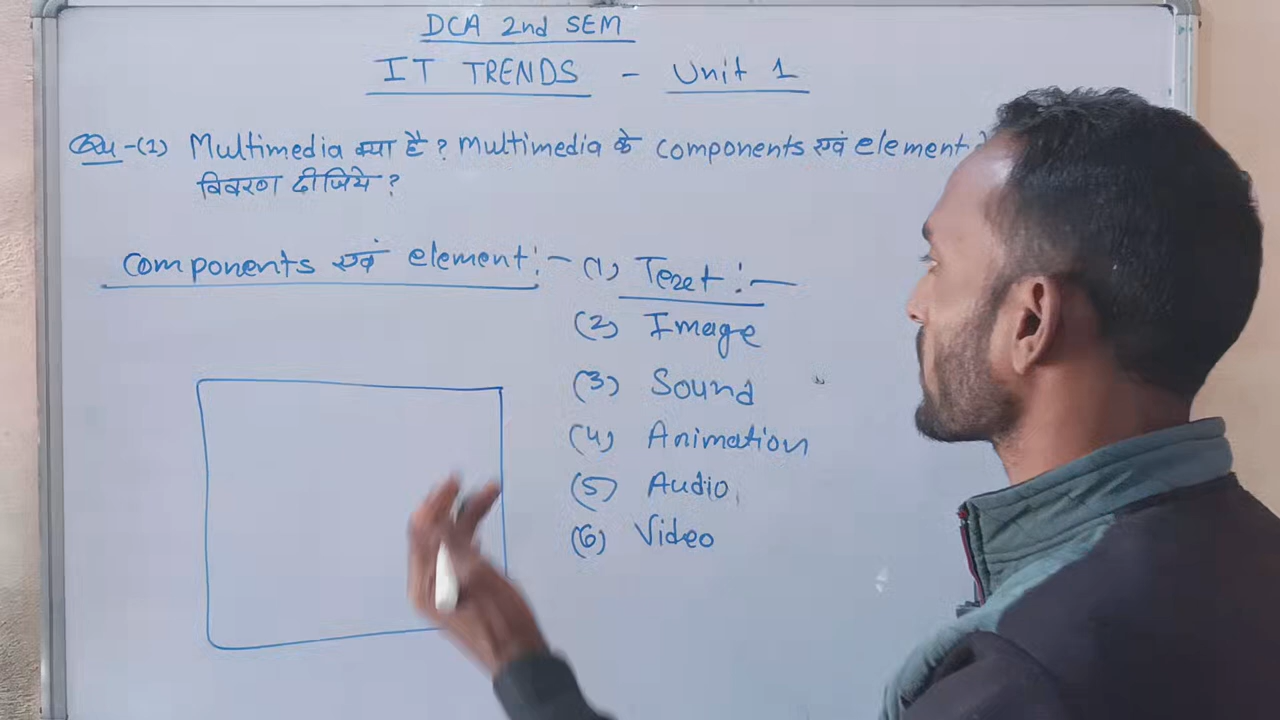 DCA 2nd SEM
IT TRENDS - Unit 1
Qu-(1) Multimedia क्या है? Multimedia के components एवं element
विवरण दीजिये?
Components एवं element:- (1) Text:-
(2) Image
(3) Sound
(4) Animation
(5) Audio
(6) Video